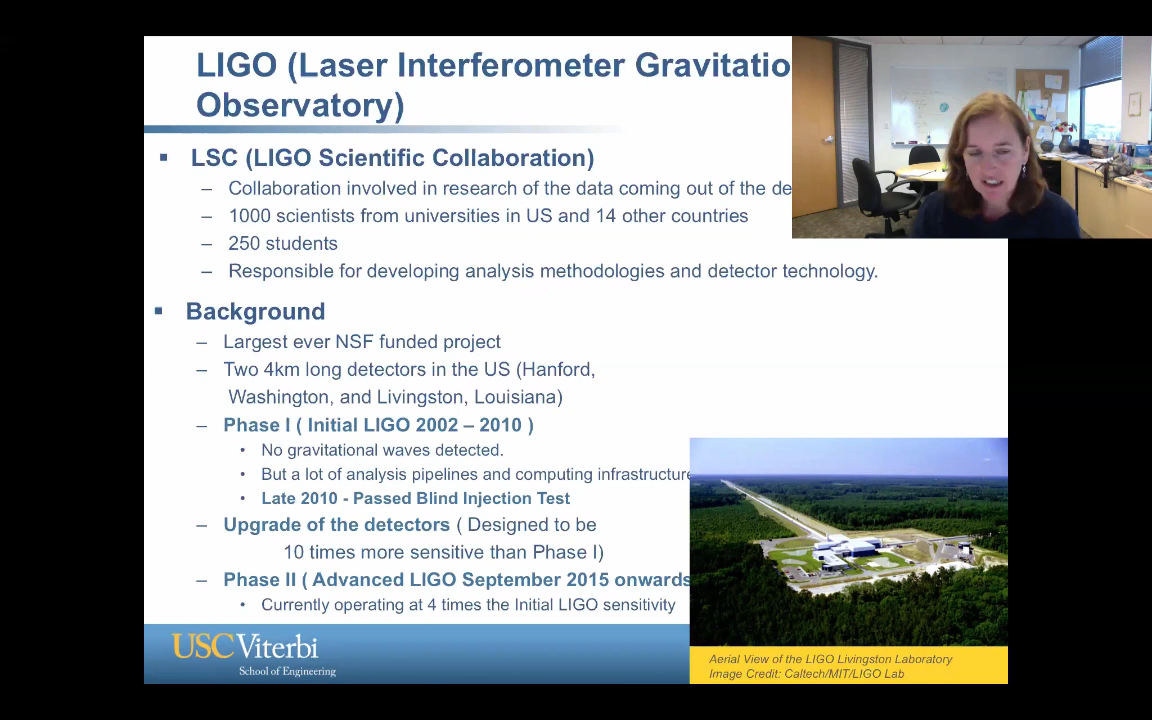 LIGO (Laser Interferometer Gravitatio
Observatory)
▪ LSC (LIGO Scientific Collaboration)
– Collaboration involved in research of the data coming out of the de
– 1000 scientists from universities in US and 14 other countries
– 250 students
– Responsible for developing analysis methodologies and detector technology.
▪ Background
– Largest ever NSF funded project
– Two 4km long detectors in the US (Hanford,
Washington, and Livingston, Louisiana)
– Phase I ( Initial LIGO 2002 – 2010 )
• No gravitational waves detected.
• But a lot of analysis pipelines and computing infrastructure
• Late 2010 - Passed Blind Injection Test
– Upgrade of the detectors ( Designed to be
10 times more sensitive than Phase I)
– Phase II ( Advanced LIGO September 2015 onwards
• Currently operating at 4 times the Initial LIGO sensitivity
USC Viterbi
School of Engineering
Aerial View of the LIGO Livingston Laboratory
Image Credit: Caltech/MIT/LIGO Lab